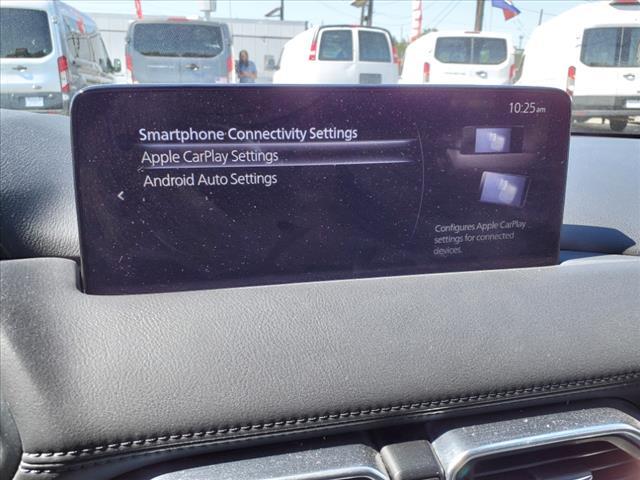 10:25am
Smartphone Connectivity Settings
Apple CarPlay Settings
Android Auto Settings
Configures Apple CarPlay
settings for connected
devices.